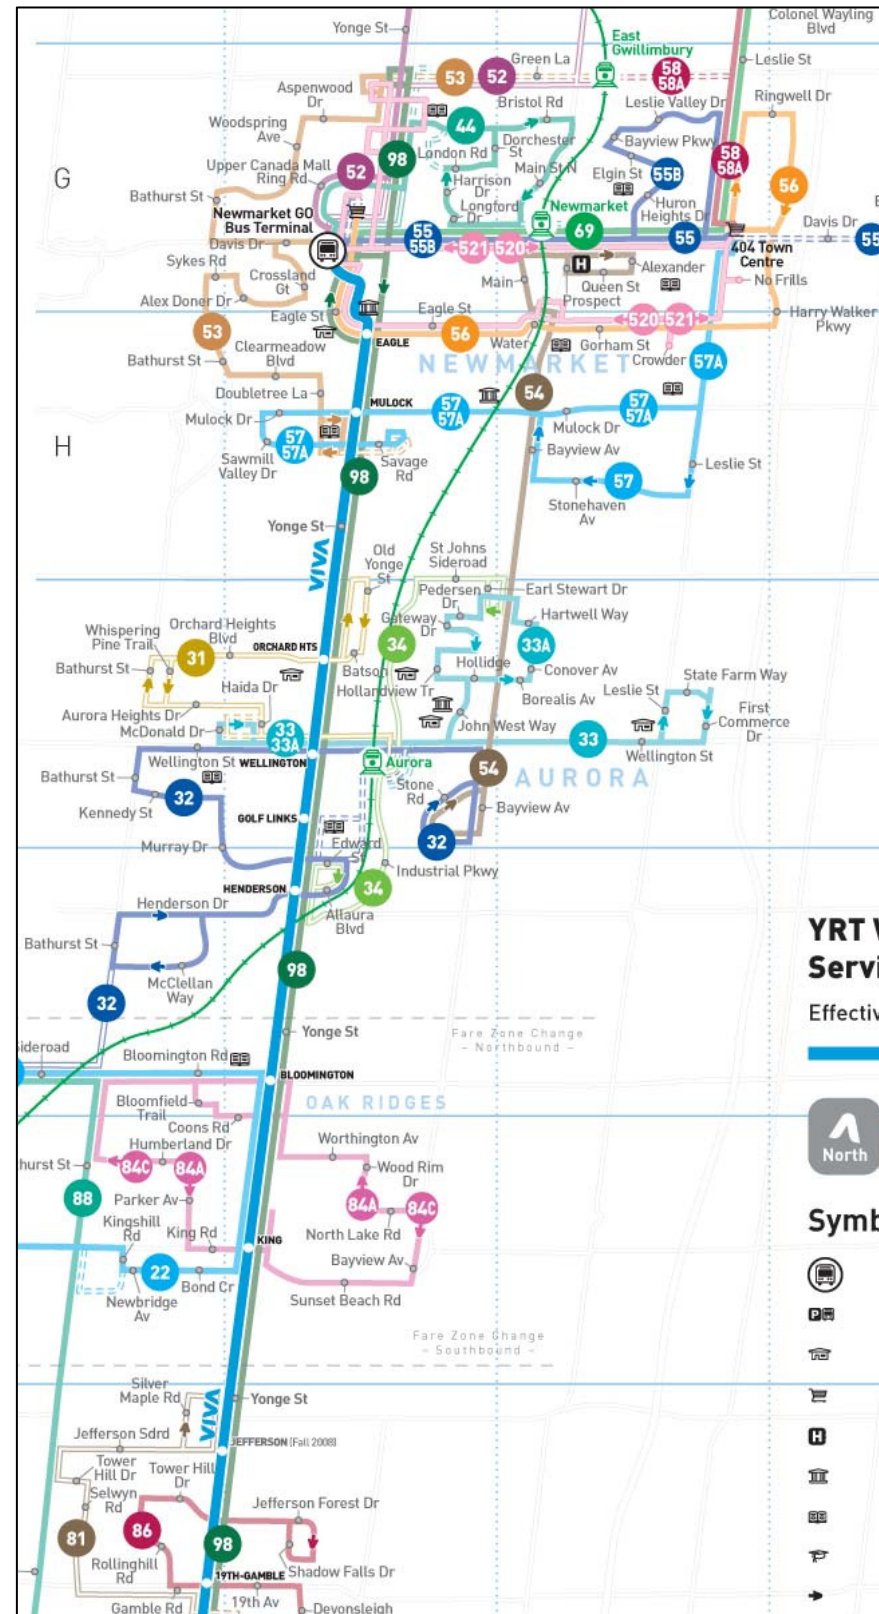 Colonel Wayling
Blvd
Yonge St
East
Gwillimbury
Green La
Leslie St
53
52
58
58A
Aspenwood
Dr
Bristol Rd
Leslie Valley Dr
Ringwell Dr
Woodspring
Ave
44
Dorchester
St
Bayview Pkwy
London Rd
98
58
58A
G
Upper Canada Mall
Ring Rd
52
Main St N
Elgin St
55B
56
Harrison
Dr
Bathurst St
Longford
Dr
Newmarket
Huron
Heights Dr
Newmarket GO
Bus Terminal
Davis Dr
55
55B
521
520
69
55
Davis Dr
55
404 Town
Centre
Sykes Rd
H
Alexander
Crossland
Gt
Main
Queen St
Prospect
No Frills
Alex Doner Dr
Eagle St
Eagle St
520
521
Harry Walker
Pkwy
53
EAGLE
56
Water
Gorham St
Clearmeadow
Blvd
Crowder
57A
Bathurst St
NEWMARKET
Doubletree La
54
MULOCK
57
57A
57
57A
Mulock Dr
Mulock Dr
H
57
57A
Bayview Av
Sawmill
Valley Dr
Savage
Rd
Leslie St
98
57
Stonehaven
Av
Yonge St
VIVA
Old
Yonge
St
St Johns
Sideroad
Pedersen
Dr
Earl Stewart Dr
Gateway
Dr
Hartwell Way
Orchard Heights
Blvd
Whispering
Pine Trail
31
ORCHARD HTS
34
33A
Bathurst St
Batson
Hollidge
Conover Av
Hollandview Tr
State Farm Way
Haida Dr
Borealis Av
Leslie St
First
Commerce
Dr
Aurora Heights Dr
McDonald Dr
John West Way
33
33A
33
Wellington St
WELLINGTON
Wellington St
Aurora
54
AURORA
Bathurst St
Stone
Rd
32
Kennedy St
Bayview Av
GOLF LINKS
32
Murray Dr
Edward
St
Industrial Pkwy
HENDERSON
34
Henderson Dr
Allaura
Blvd
Bathurst St
98
McClellan
Way
32
YRT
Servi
Effectiv
Yonge St
Fare Zone Change
– Northbound –
ideroad
Bloomington Rd
BLOOMINGTON
Bloomfield
Trail
OAK RIDGES
Coons Rd
Humberland Dr
Worthington Av
North
hurst St
84C
84A
Wood Rim
Dr
88
Parker Av
84A
84C
Kingshill
Rd
King Rd
North Lake Rd
Symb
KING
Bayview Av
22
Bond Cr
Newbridge
Av
Sunset Beach Rd
P
Fare Zone Change
– Southbound –
Silver
Maple Rd
VIVA
Yonge St
Jefferson Sdrd
JEFFERSON (Fall 2008)
H
Tower
Hill Dr
Tower Hill
Dr
Selwyn
Rd
Jefferson Forest Dr
81
86
98
Rollinghill
Rd
Shadow Falls Dr
19TH-GAMBLE
Gamble Rd
19th Av
Devonsleigh